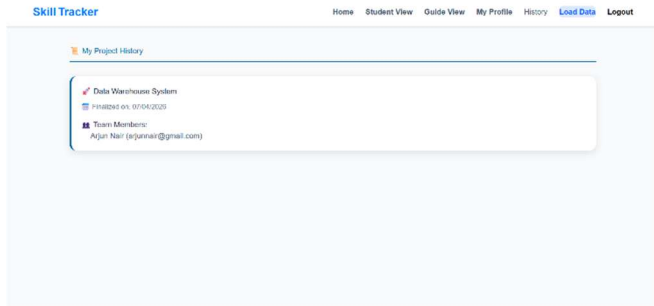 Skill Tracker
Home Student View Guide View My Profile History Load Data Logout
My Project History
Data Warehouse System
Finalized on: 07/04/2026
Team Members:
Arjun Nair (arjunnair@gmail.com)